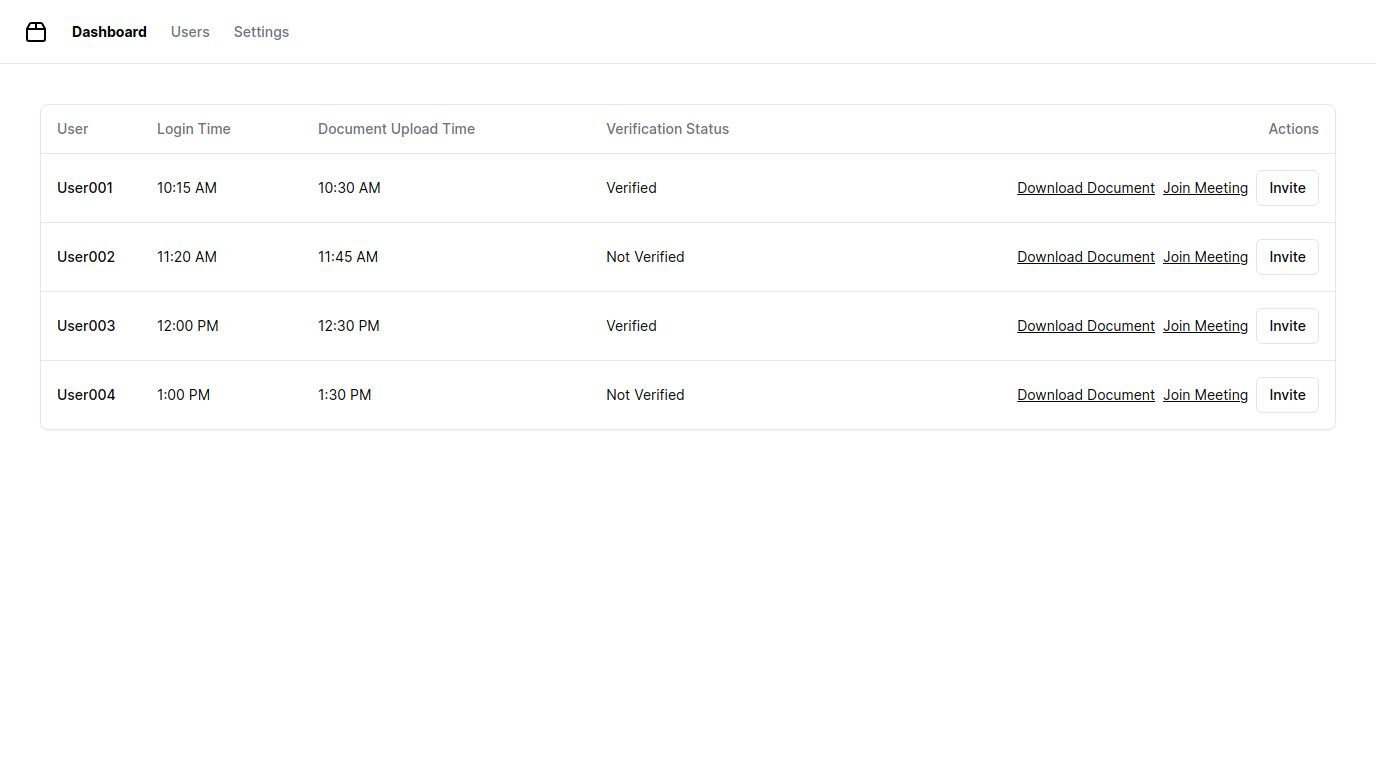 Dashboard Users Settings
User Login Time Document Upload Time Verification Status Actions
User001 10:15 AM 10:30 AM Verified Download Document Join Meeting Invite
User002 11:20 AM 11:45 AM Not Verified Download Document Join Meeting Invite
User003 12:00 PM 12:30 PM Verified Download Document Join Meeting Invite
User004 1:00 PM 1:30 PM Not Verified Download Document Join Meeting Invite